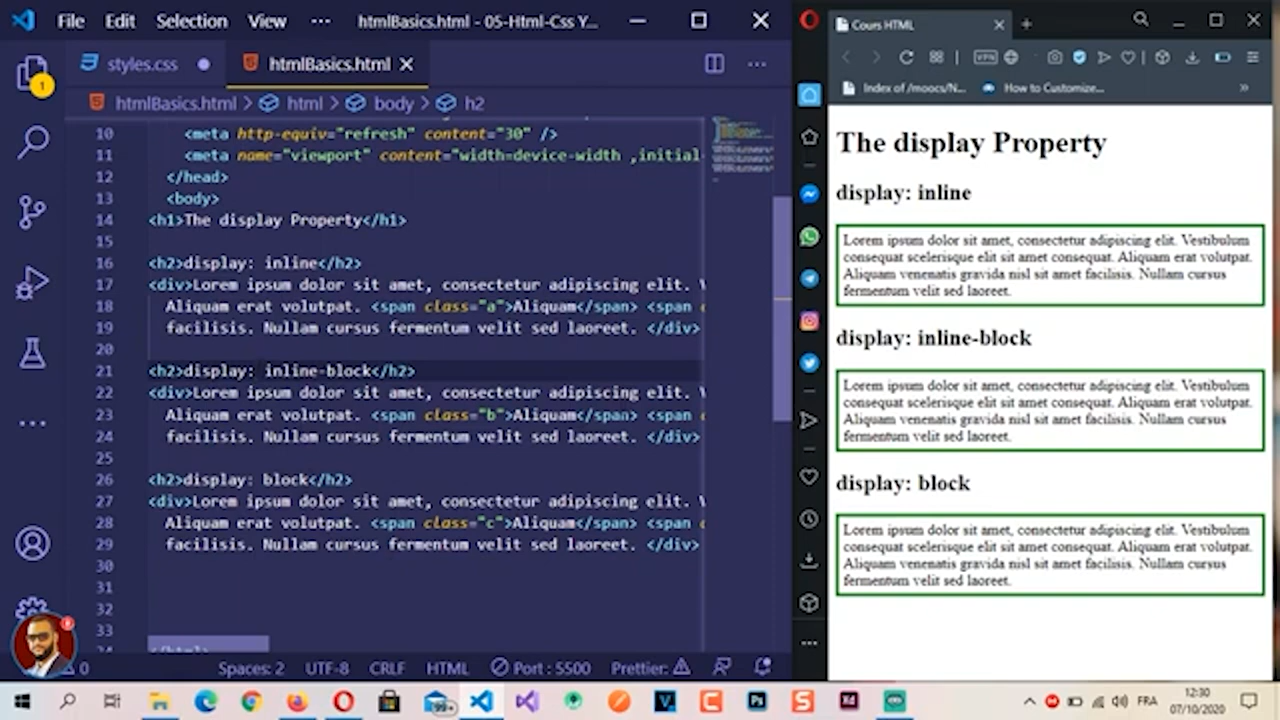 File Edit Selection View ··· htmlBasics.html - 05-Html-Css Y...
styles.css
htmlBasics.html
htmlBasics.html > html > body > h2
10 <meta http-equiv="refresh" content="30" />
11 <meta name="viewport" content="width=device-width ,initial-
12 </head>
13 <body>
14 <h1>The display Property</h1>
15
16 <h2>display: inline</h2>
17 <div>Lorem ipsum dolor sit amet, consectetur adipiscing elit.
18 Aliquam erat volutpat. <span class="a">Aliquam</span> <span
19 facilisis. Nullam cursus fermentum velit sed laoreet. </div>
20
21 <h2>display: inline-block</h2>
22 <div>Lorem ipsum dolor sit amet, consectetur adipiscing elit.
23 Aliquam erat volutpat. <span class="b">Aliquam</span> <span
24 facilisis. Nullam cursus fermentum velit sed laoreet. </div>
25
26 <h2>display: block</h2>
27 <div>Lorem ipsum dolor sit amet, consectetur adipiscing elit.
28 Aliquam erat volutpat. <span class="c">Aliquam</span> <span
29 facilisis. Nullam cursus fermentum velit sed laoreet. </div>
30
31
32
33
0 Spaces: 2 UTF-8 CRLF HTML Port : 5500 Prettier:
1
Cours HTML
VPN
Index of /moocs/N... How to Customize... »
The display Property
display: inline
Lorem ipsum dolor sit amet, consectetur adipiscing elit. Vestibulum
consequat scelerisque elit sit amet consequat. Aliquam erat volutpat.
Aliquam venenatis gravida nisl sit amet facilisis. Nullam cursus
fermentum velit sed laoreet.
display: inline-block
Lorem ipsum dolor sit amet, consectetur adipiscing elit. Vestibulum
consequat scelerisque elit sit amet consequat. Aliquam erat volutpat.
Aliquam venenatis gravida nisl sit amet facilisis. Nullam cursus
fermentum velit sed laoreet.
display: block
Lorem ipsum dolor sit amet, consectetur adipiscing elit. Vestibulum
consequat scelerisque elit sit amet consequat. Aliquam erat volutpat.
Aliquam venenatis gravida nisl sit amet facilisis. Nullam cursus
fermentum velit sed laoreet.
99+
Ps
Xd
FRA
12:30
07/10/2020